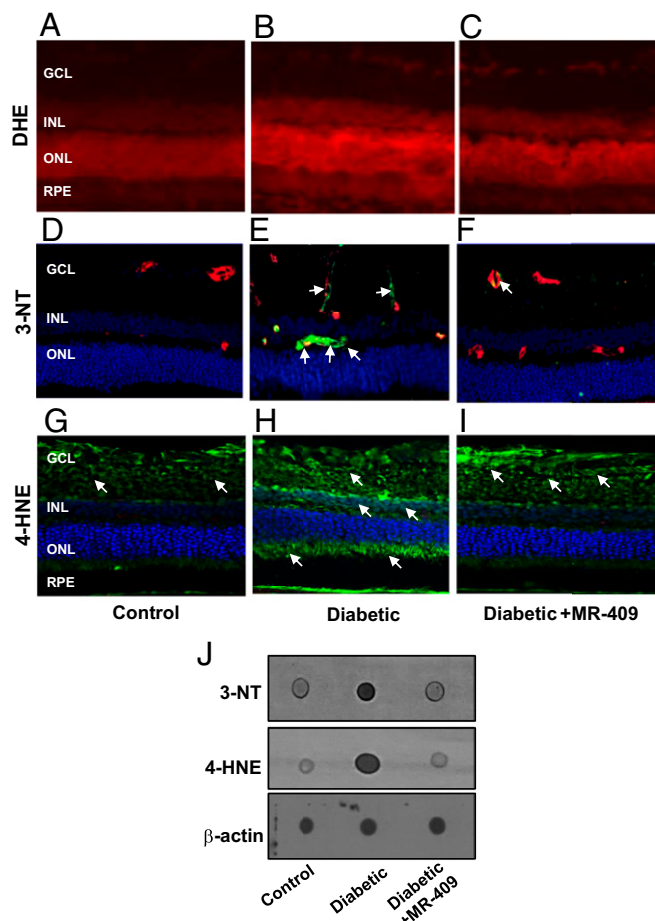 A
B
C
DHE
GCL
INL
ONL
RPE
D
E
F
3-NT
GCL
INL
ONL
G
H
I
4-HNE
GCL
INL
ONL
RPE
Control
Diabetic
Diabetic +MR-409
J
3-NT
4-HNE
β-actin
Control
Diabetic
Diabetic
+MR-409